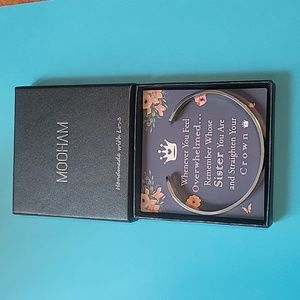 MOOHAM
Handmade with Love
Whenever You Feel
Overwhelmed...
Remember Whose
Sister You Are
and Straighten Your
Crown